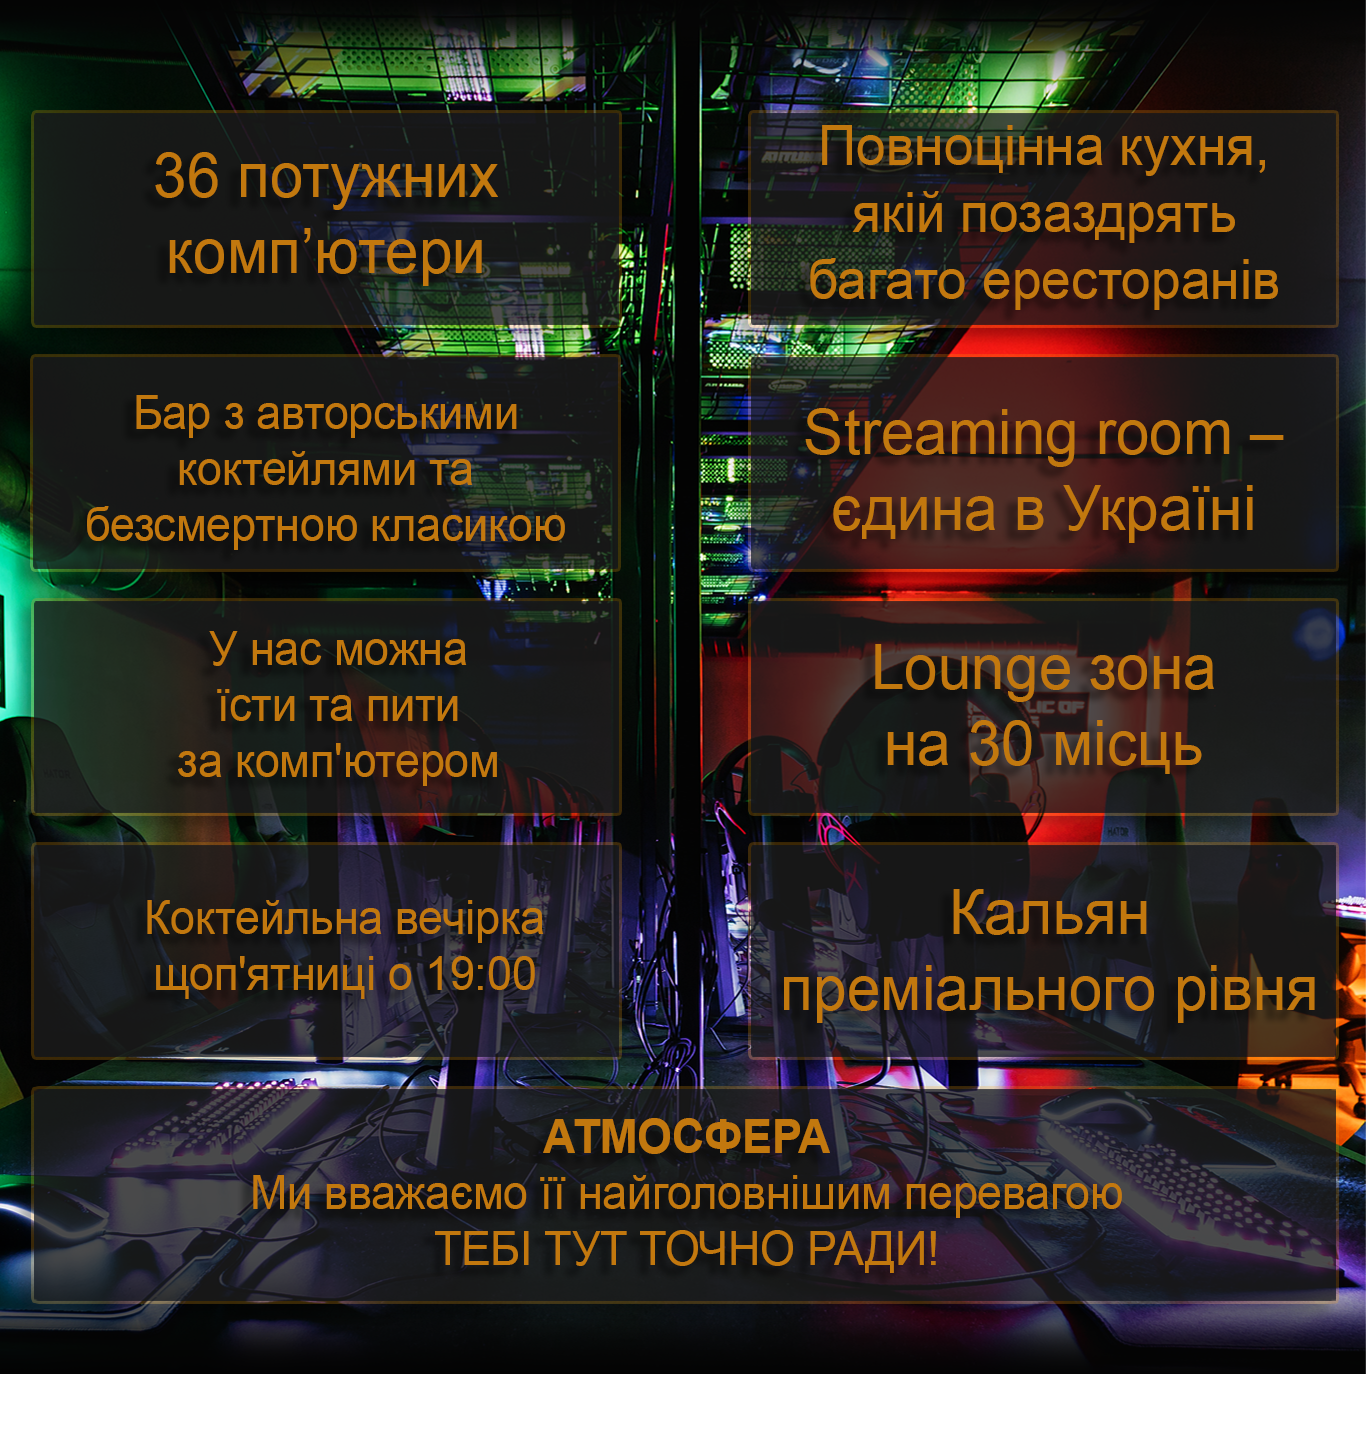 36 потужних
комп’ютери
Повноцінна кухня,
якій позаздрять
багато ересторанів
Бар з авторськими
коктейлями та
безсмертною класикою
Streaming room –
єдина в Україні
У нас можна
їсти та пити
за комп'ютером
Lounge зона
на 30 місць
Коктейльна вечірка
щоп'ятниці о 19:00
Кальян
преміального рівня
АТМОСФЕРА
Ми вважаємо її найголовнішим перевагою
ТЕБІ ТУТ ТОЧНО РАДИ!